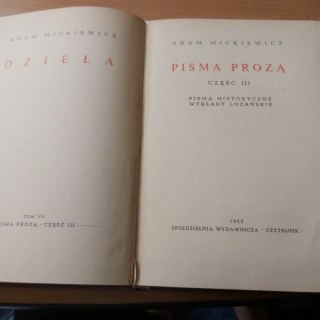 ADAM MICKIEWICZ
DZIEŁA
TOM VII
PISMA PROZĄ · CZĘŚĆ III
ADAM MICKIEWICZ
PISMA PROZĄ
CZĘŚĆ III
PISMA HISTORYCZNE
WYKŁADY LOZAŃSKIE
1955
SPÓŁDZIELNIA WYDAWNICZA · CZYTELNIK ·